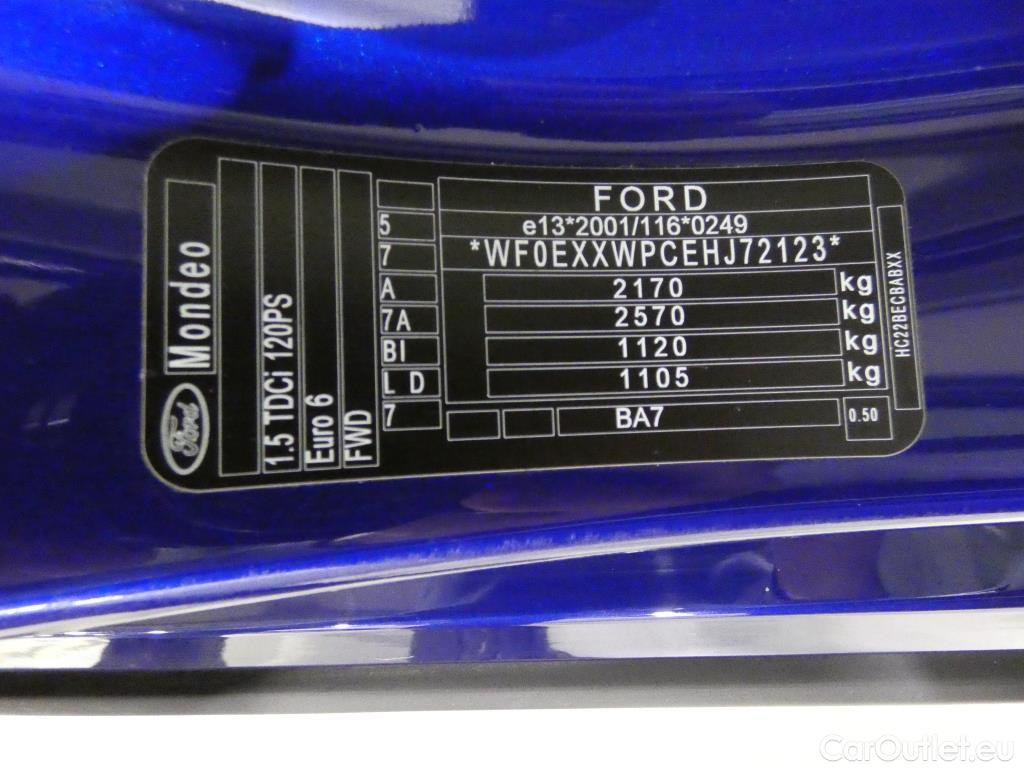 Ford
Mondeo
1.5 TDCi 120PS
Euro 6
FWD
FORD
5 e13*2001/116*0249
7 *WF0EXXWPCEHJ72123*
A 2170 kg
7A 2570 kg
BI 1120 kg
L D 1105 kg
7 BA7 0.50
HC22BECBABXX
CarOutlet.eu